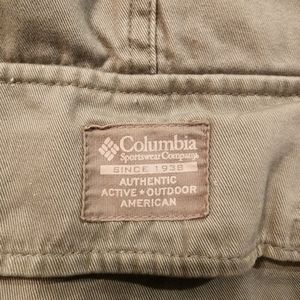 Columbia
Sportswear Company
SINCE 1938
AUTHENTIC
ACTIVE ★ OUTDOOR
AMERICAN